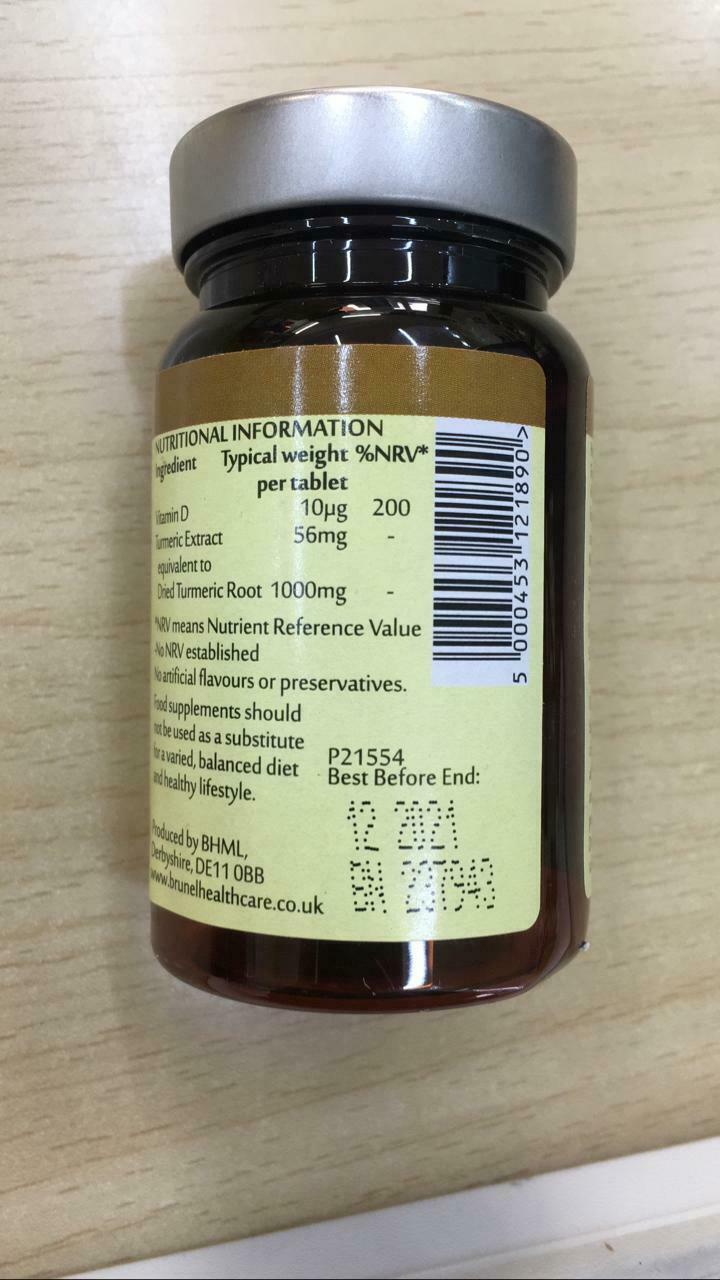 NUTRITIONAL INFORMATION
Ingredient Typical weight %NRV*
per tablet
Vitamin D 10µg 200
Turmeric Extract 56mg -
equivalent to
Dried Turmeric Root 1000mg -
*NRV means Nutrient Reference Value
-No NRV established
No artificial flavours or preservatives.
Food supplements should
not be used as a substitute
for a varied, balanced diet
and healthy lifestyle.
Produced by BHML,
Derbyshire, DE11 0BB
www.brunelhealthcare.co.uk
P21554
Best Before End:
12 2021
BN 207943
5 000453 121890 >